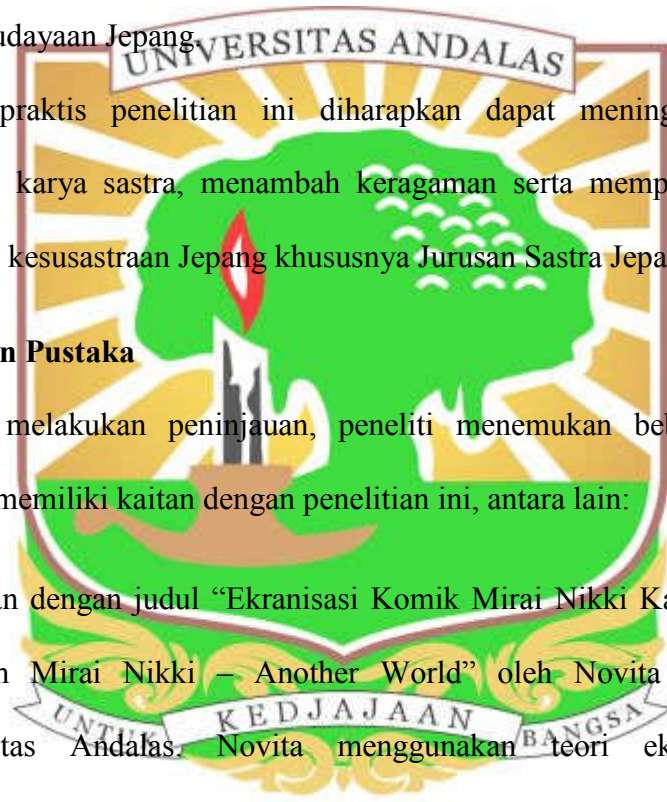 udayaan Jepang.
UNIVERSITAS ANDALAS
praktis penelitian ini diharapkan dapat mening
karya sastra, menambah keragaman serta memp
kesusastraan Jepang khususnya Jurusan Sastra Jepa
n Pustaka
melakukan peninjauan, peneliti menemukan beb
memiliki kaitan dengan penelitian ini, antara lain:
an dengan judul “Ekranisasi Komik Mirai Nikki Ka
n Mirai Nikki – Another World” oleh Novita
UNTUK KEDJAJAAN BANGSA
tas Andalas. Novita menggunakan teori ek